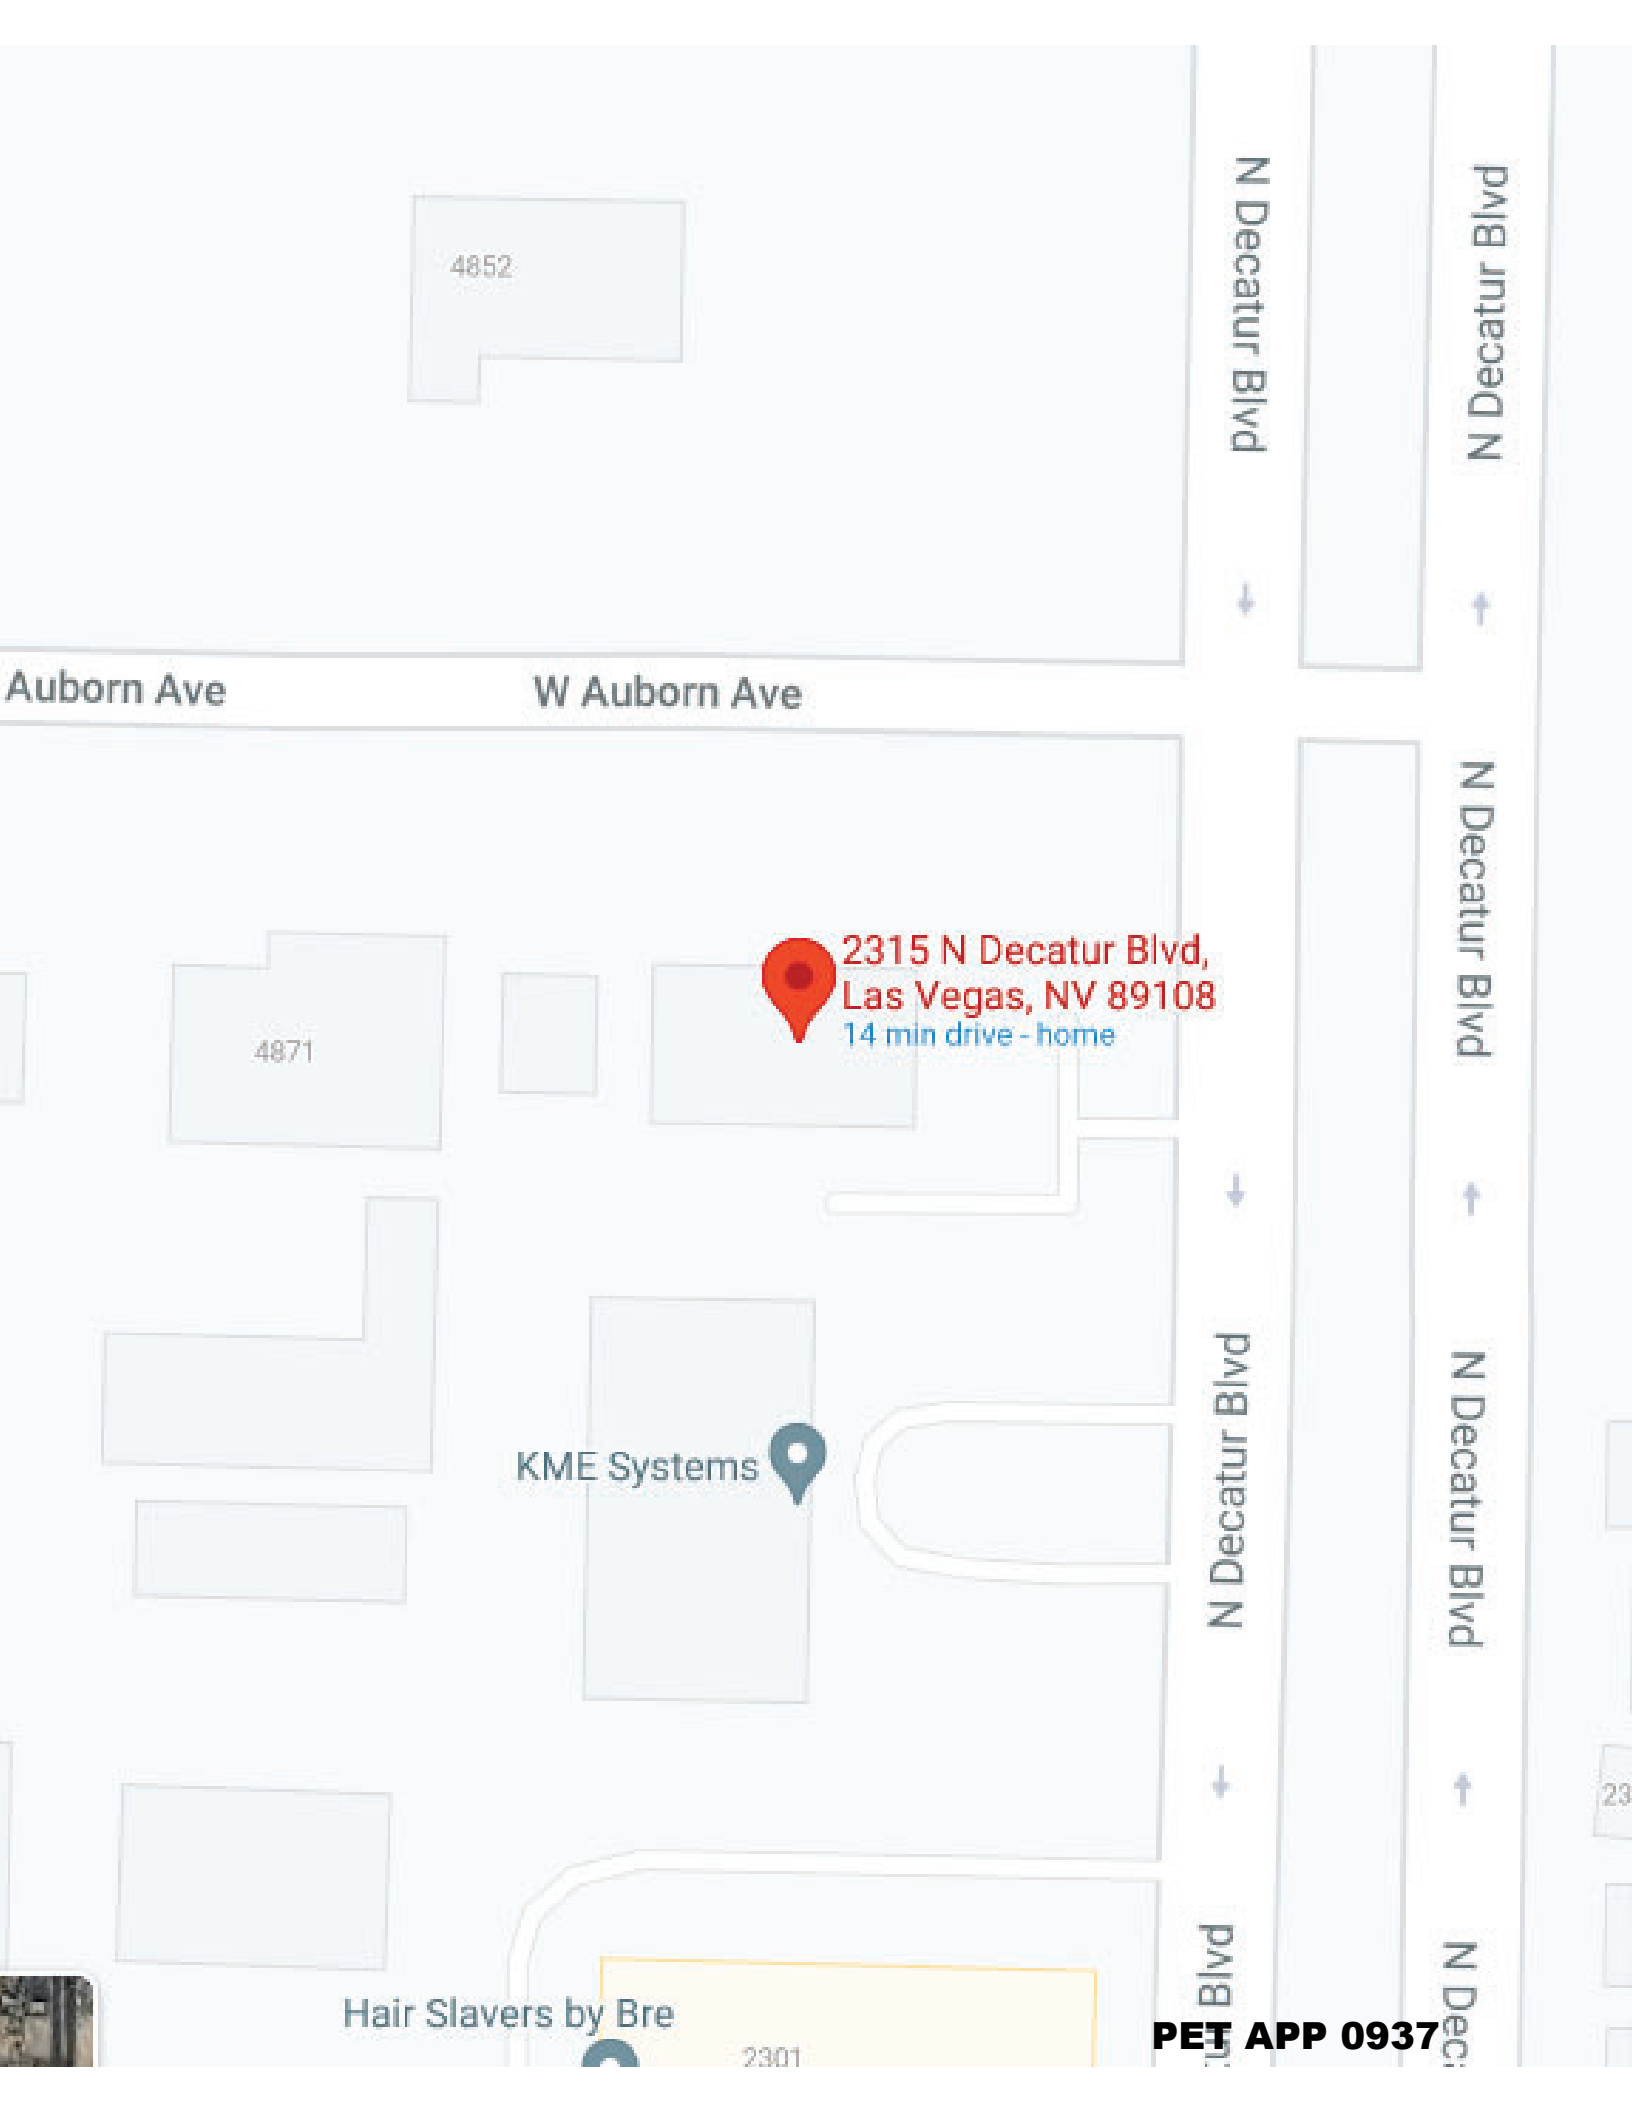 N Decatur Blvd
N Decatur Blvd
4852
Auborn Ave
W Auborn Ave
N Decatur Blvd
2315 N Decatur Blvd,
Las Vegas, NV 89108
14 min drive - home
4871
N Decatur Blvd
N Decatur Blvd
KME Systems
23
Blvd
N Dec
Hair Slavers by Bre
2301
PET APP 0937